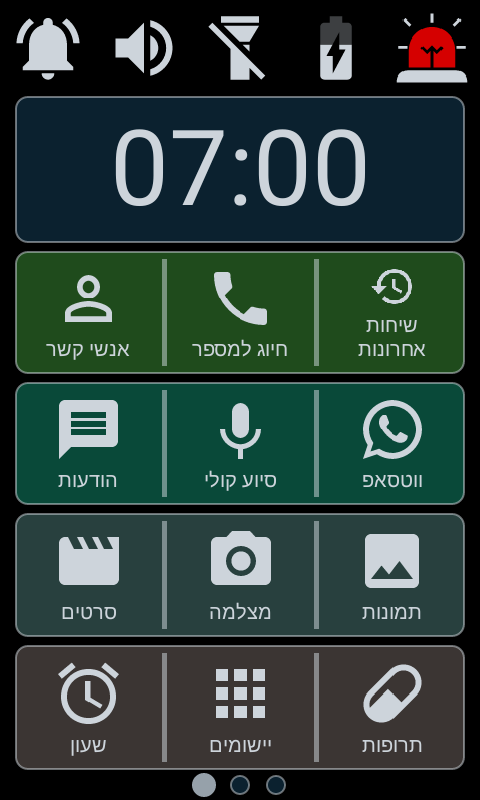 07:00
שיחות
אחרונות
חיוג למספר
אנשי קשר
ווטסאפ
סיוע קולי
הודעות
תמונות
מצלמה
סרטים
תרופות
יישומים
שעון